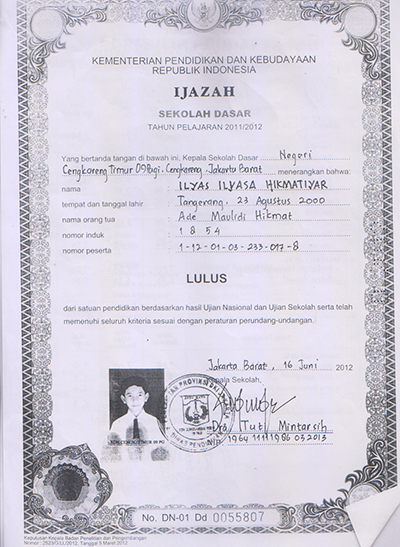 KEMENTERIAN PENDIDIKAN DAN KEBUDAYAAN
REPUBLIK INDONESIA
IJAZAH
SEKOLAH DASAR
TAHUN PELAJARAN 2011/2012
Yang bertanda tangan di bawah ini, Kepala Sekolah Dasar Negeri
Cengkareng Timur 09 Pagi, Cengkareng, Jakarta Barat menerangkan bahwa:
nama : ILYAS ILYASA HIKMATIYAR
tempat dan tanggal lahir : Tangerang, 23 Agustus 2000
nama orang tua : Ade Maulidi Hikmat
nomor induk : 1854
nomor peserta : 1-12-01-03-233-017-8
LULUS
dari satuan pendidikan berdasarkan hasil Ujian Nasional dan Ujian Sekolah serta telah
memenuhi seluruh kriteria sesuai dengan peraturan perundang-undangan.
Jakarta Barat, 16 Juni 2012
Kepala Sekolah,
Dra. Tuti Mintarsih
NIP 1964 1111 1986 03 2013
No. DN-01 Dd 0055807
Keputusan Kepala Badan Penelitian dan Pengembangan
Tanggal 5 Maret 2012